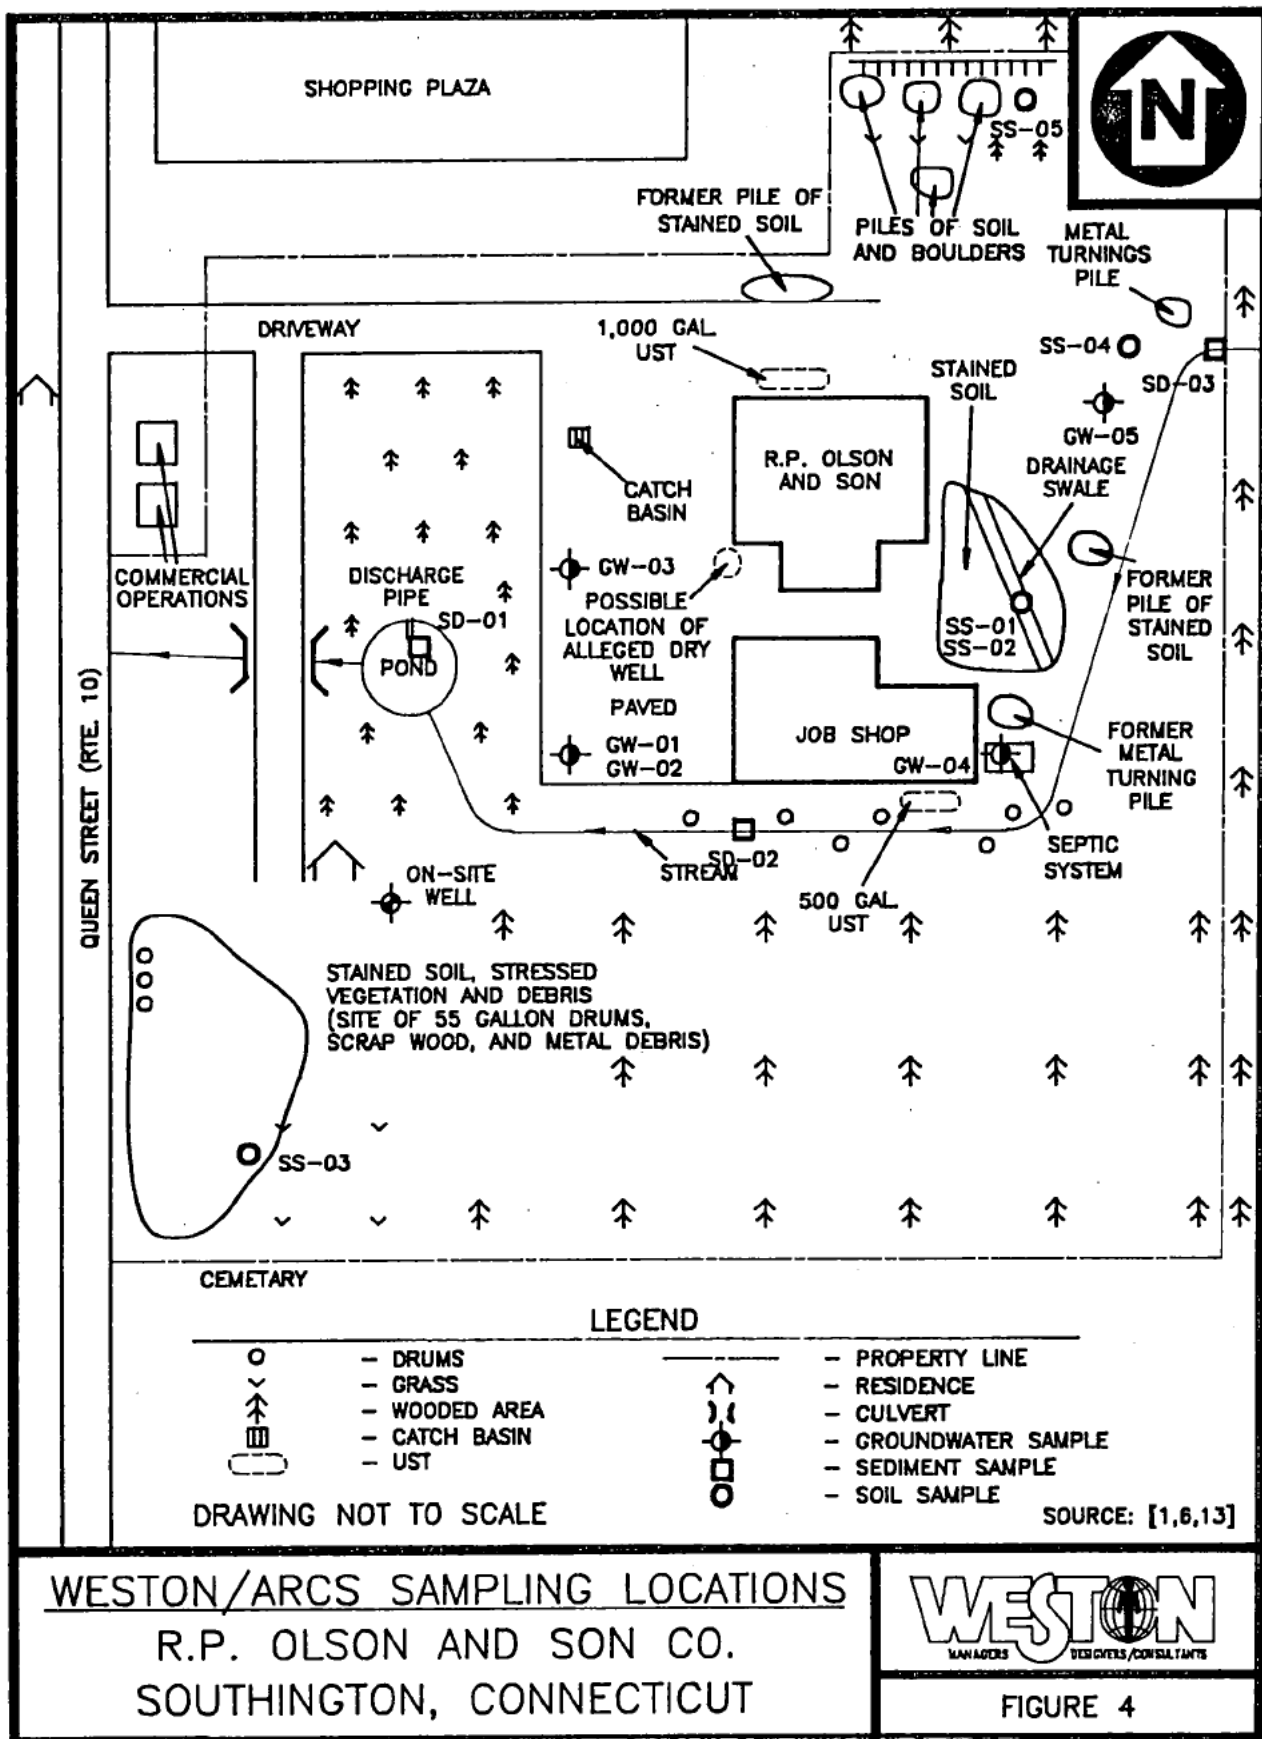 SHOPPING PLAZA
N
SS-05
FORMER PILE OF
STAINED SOIL
PILES OF SOIL
AND BOULDERS
METAL
TURNINGS
PILE
DRIVEWAY
1,000 GAL.
UST
SS-04
SD-03
STAINED
SOIL
GW-05
R.P. OLSON
AND SON
DRAINAGE
SWALE
CATCH
BASIN
COMMERCIAL
OPERATIONS
DISCHARGE
PIPE
SD-01
GW-03
POSSIBLE
LOCATION OF
ALLEGED DRY
WELL
SS-01
SS-02
FORMER
PILE OF
STAINED
SOIL
POND
PAVED
GW-01
GW-02
JOB SHOP
GW-04
FORMER
METAL
TURNING
PILE
QUEEN STREET (RTE. 10)
SD-02
STREAM
SEPTIC
SYSTEM
ON-SITE
WELL
500 GAL.
UST
STAINED SOIL, STRESSED
VEGETATION AND DEBRIS
(SITE OF 55 GALLON DRUMS,
SCRAP WOOD, AND METAL DEBRIS)
SS-03
CEMETARY
LEGEND
- DRUMS
- GRASS
- WOODED AREA
- CATCH BASIN
- UST
- PROPERTY LINE
- RESIDENCE
- CULVERT
- GROUNDWATER SAMPLE
- SEDIMENT SAMPLE
- SOIL SAMPLE
DRAWING NOT TO SCALE
SOURCE: [1,6,13]
WESTON/ARCS SAMPLING LOCATIONS
R.P. OLSON AND SON CO.
SOUTHINGTON, CONNECTICUT
WESTON
MANAGERS DESIGNERS/CONSULTANTS
FIGURE 4